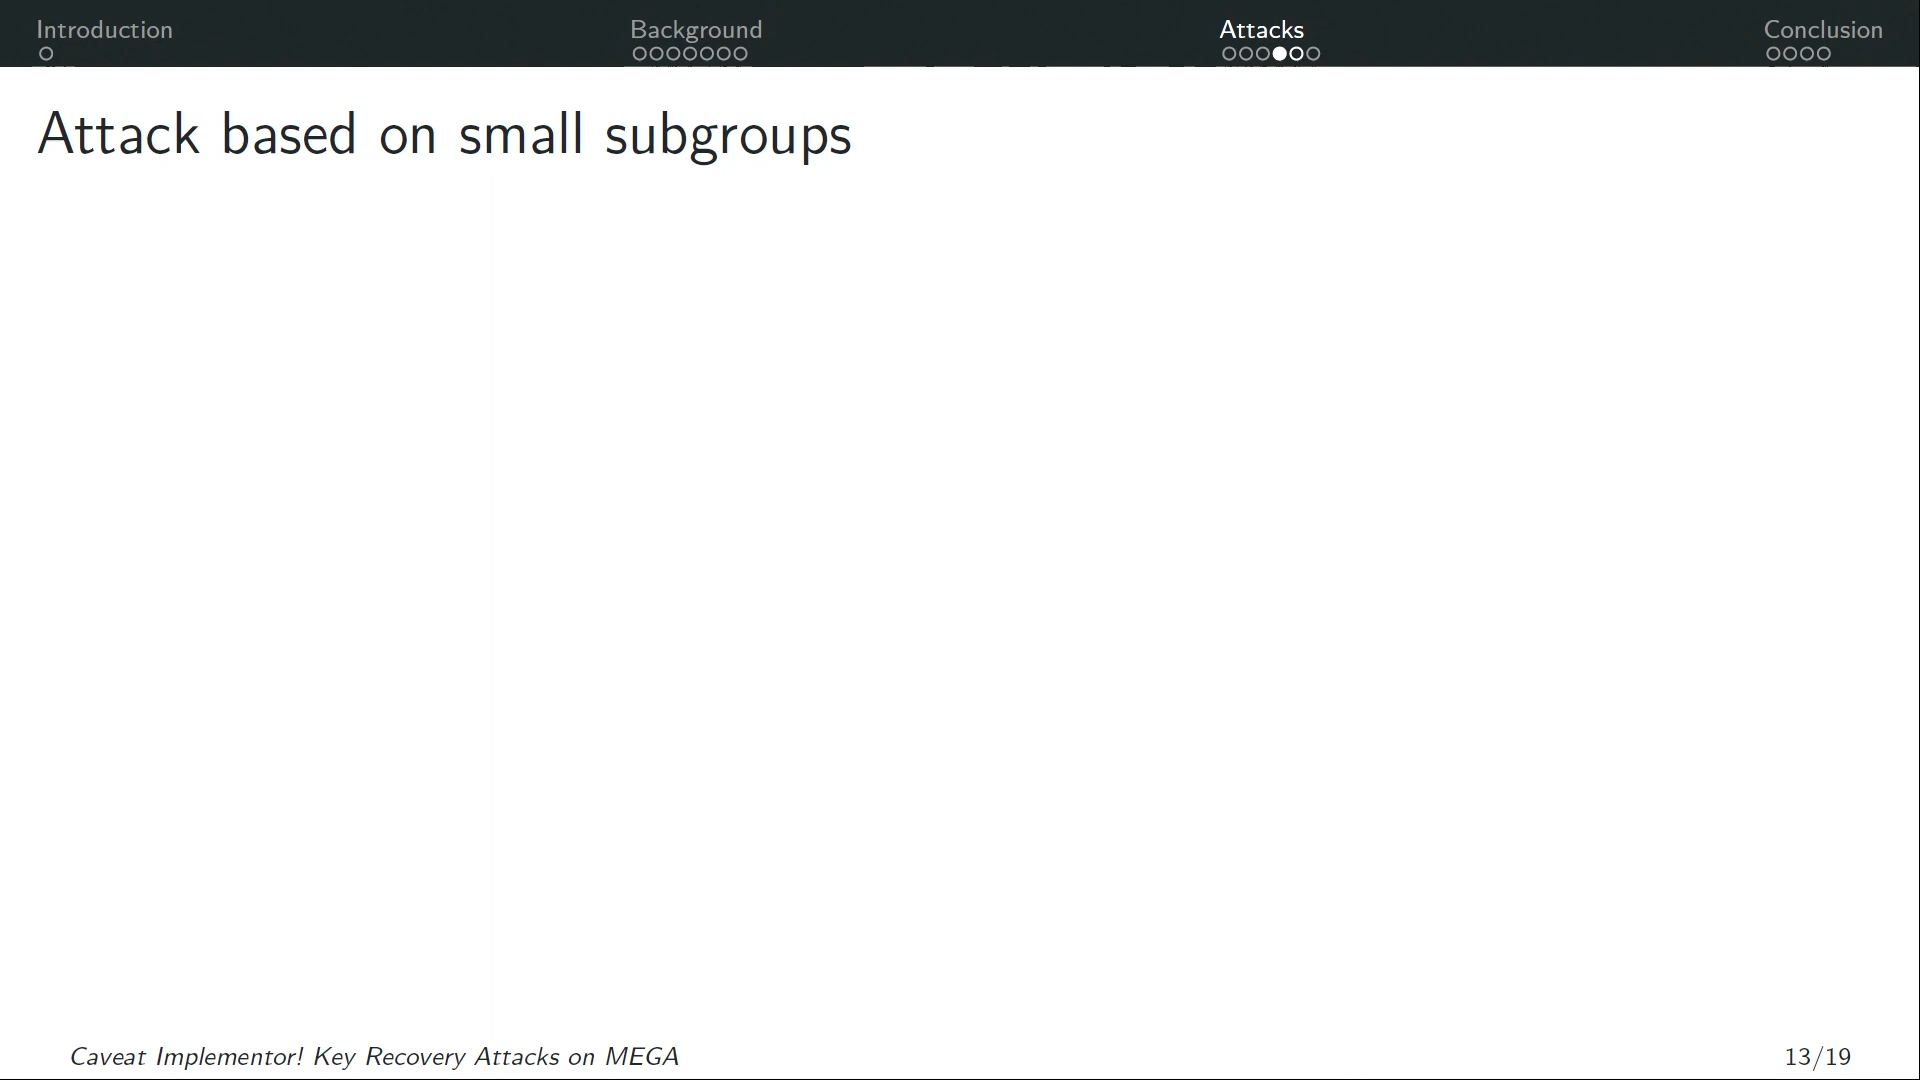 Introduction
Background
Attacks
Conclusion
Attack based on small subgroups
Caveat Implementor! Key Recovery Attacks on MEGA
13/19